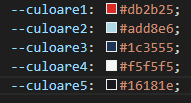 --culoare1: #db2b25;
--culoare2: #add8e6;
--culoare3: #1c3555;
--culoare4: #f5f5f5;
--culoare5: #16181e;